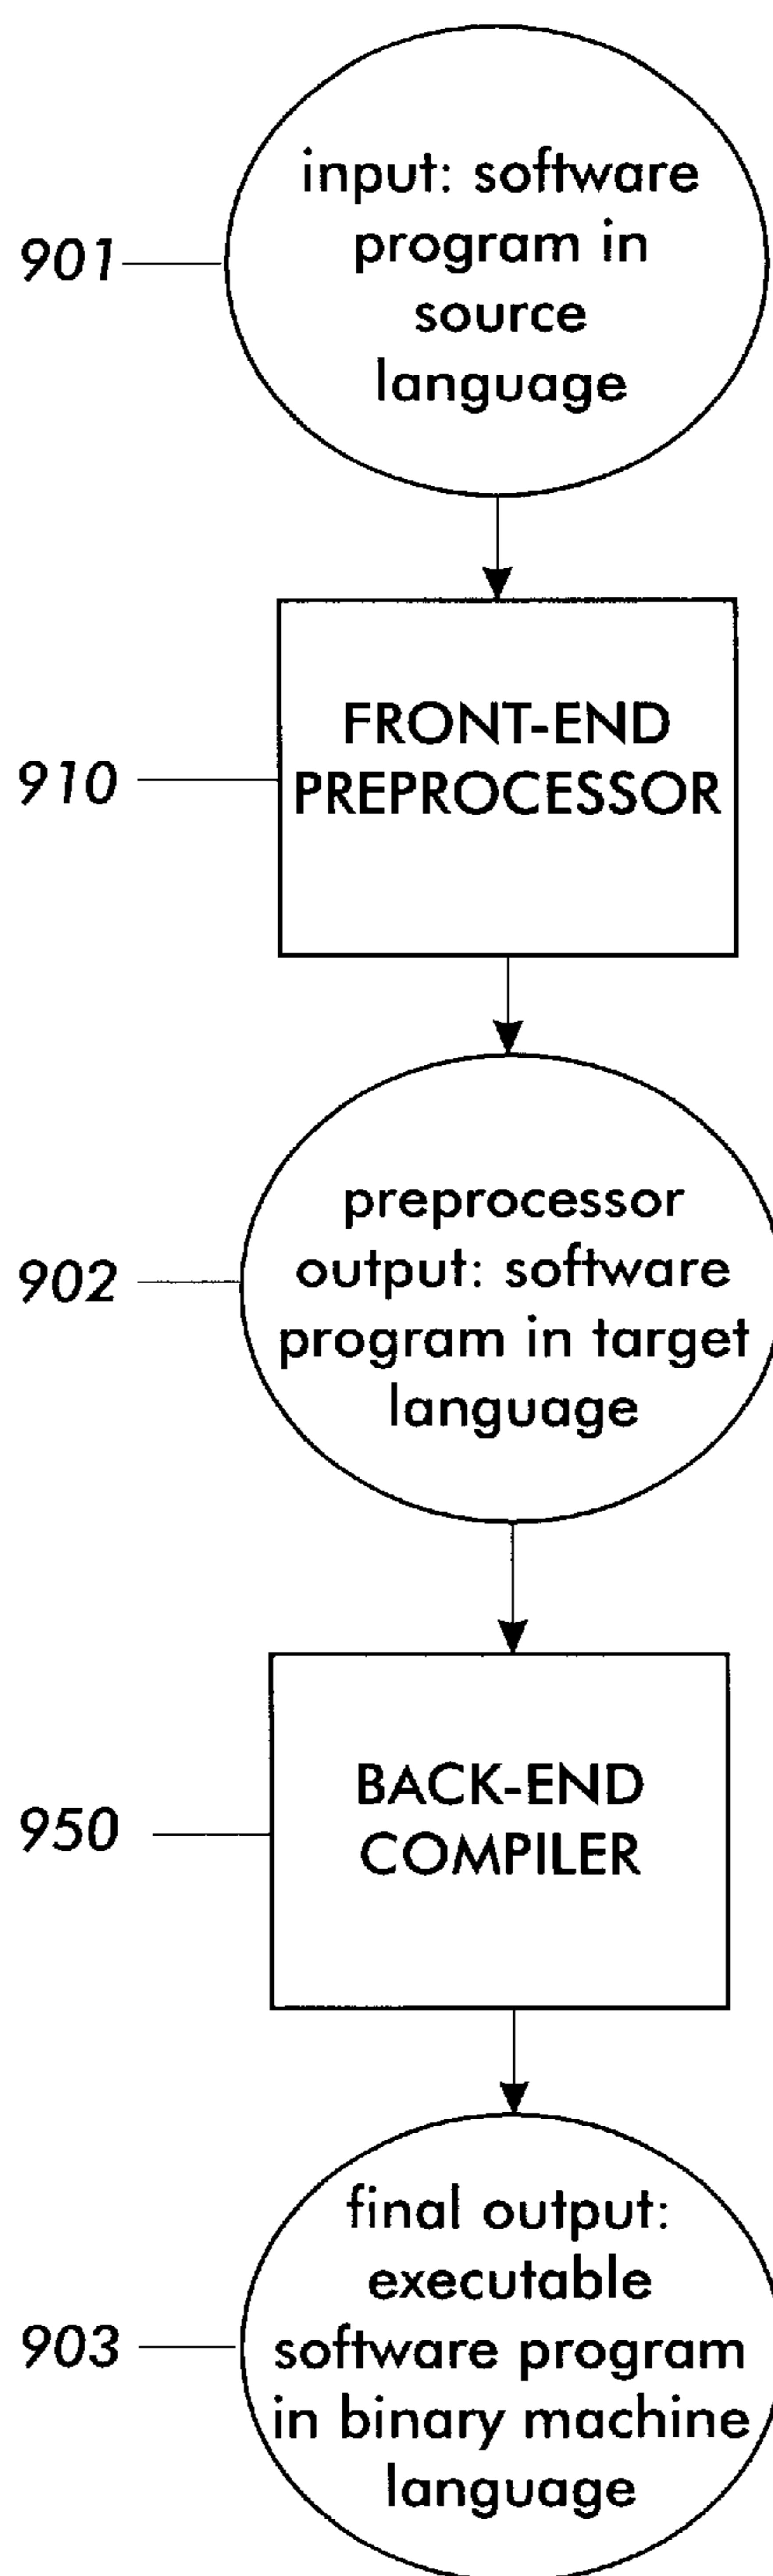 input: software
program in
901
source
language
FRONT-END
910
PREPROCESSOR
preprocessor
902
output: software
program in target
language
BACK-END
950
COMPILER
final output:
executable
903
software program
in binary machine
language